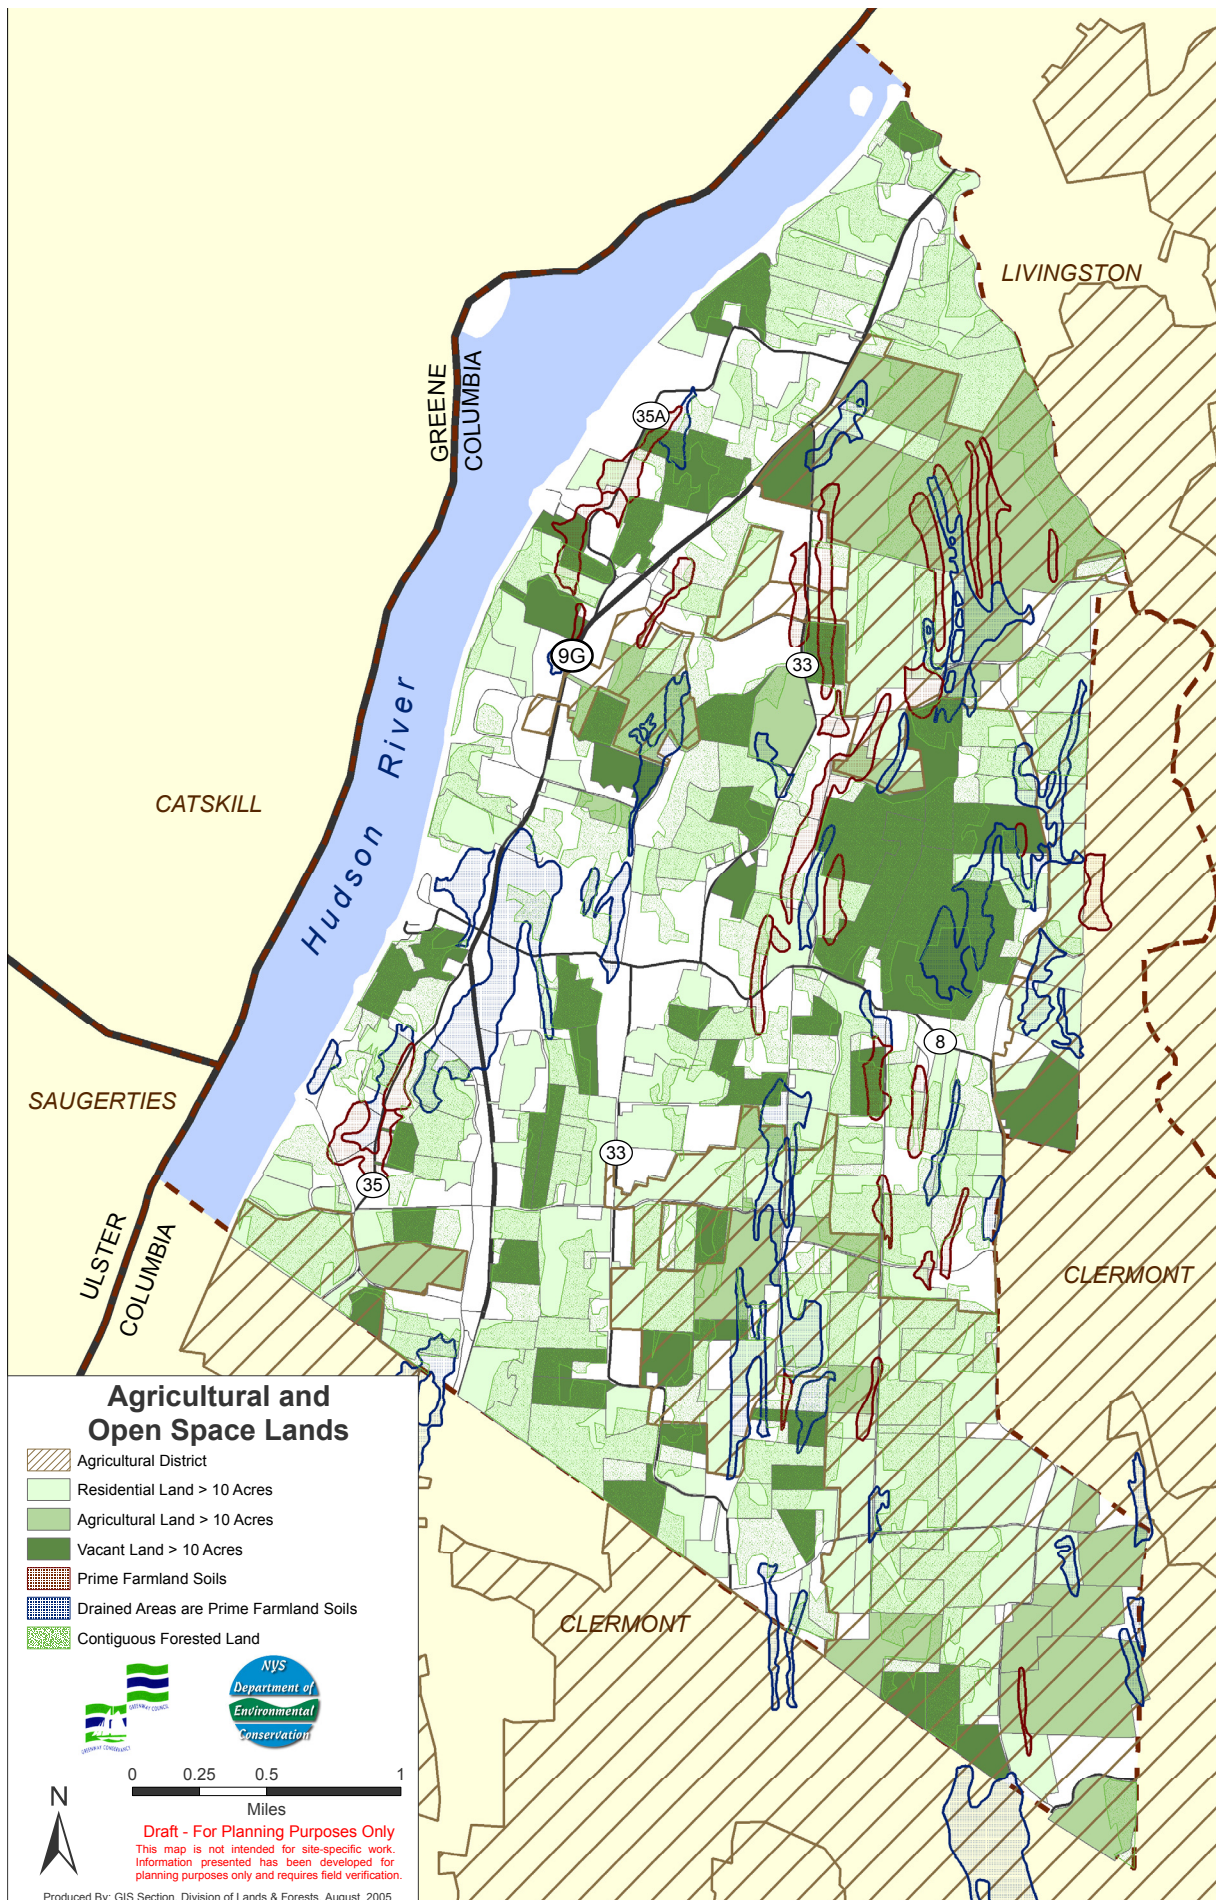 LIVINGSTON
GREENE
COLUMBIA
35A
9G
33
Hudson River
CATSKILL
8
SAUGERTIES
33
35
ULSTER
COLUMBIA
CLERMONT
CLERMONT
Agricultural and
Open Space Lands
Agricultural District
Residential Land > 10 Acres
Agricultural Land > 10 Acres
Vacant Land > 10 Acres
Prime Farmland Soils
Drained Areas are Prime Farmland Soils
Contiguous Forested Land
GREENWAY COUNCIL
GREENWAY CONSERVANCY
NYS
Department of
Environmental
Conservation
N
0 0.25 0.5 1
Miles
Draft - For Planning Purposes Only
This map is not intended for site-specific work.
Information presented has been developed for
planning purposes only and requires field verification.
Produced By: GIS Section, Division of Lands & Forests, August, 2005